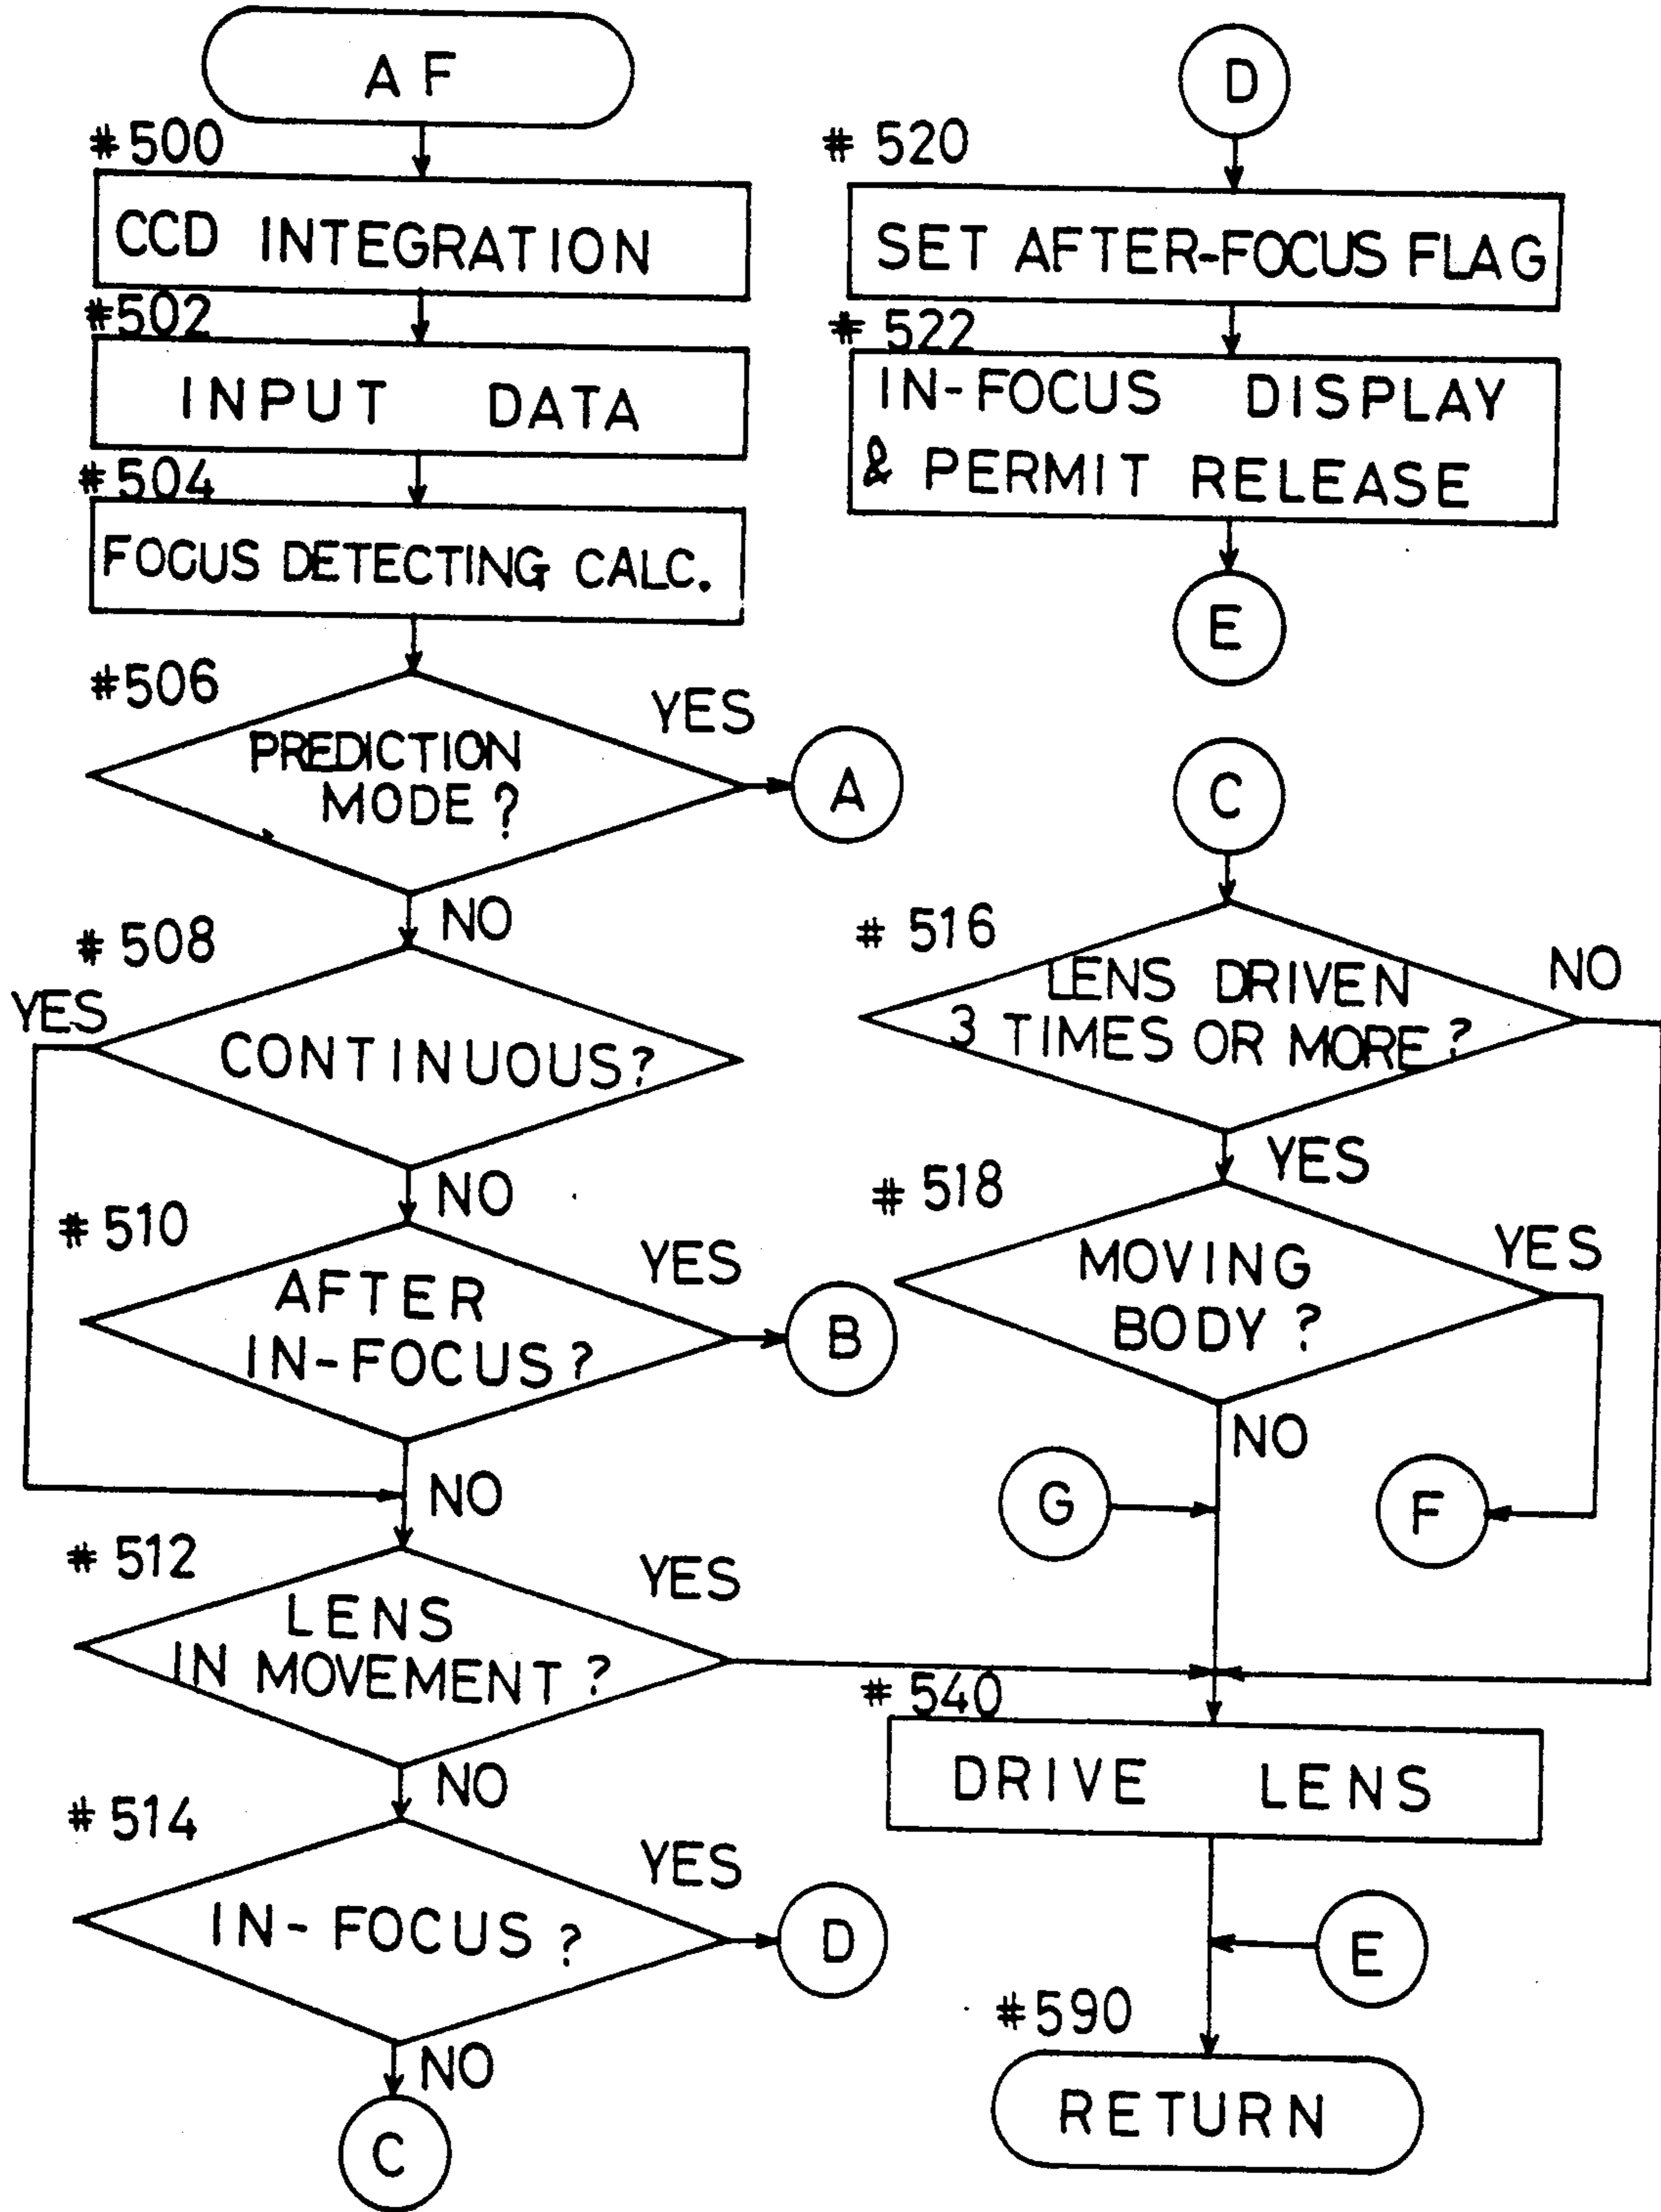 AF
#500
CCD INTEGRATION
#502
INPUT DATA
#504
FOCUS DETECTING CALC.
#506
PREDICTION
MODE?
YES
A
NO
#508
YES
CONTINUOUS?
NO
#510
AFTER
IN-FOCUS?
YES
B
NO
#512
LENS
IN MOVEMENT?
YES
NO
#514
IN-FOCUS?
YES
D
NO
C
D
#520
SET AFTER-FOCUS FLAG
#522
IN-FOCUS DISPLAY
& PERMIT RELEASE
E
C
#516
LENS DRIVEN
3 TIMES OR MORE?
NO
YES
#518
MOVING
BODY?
YES
NO
G
F
#540
DRIVE LENS
E
#590
RETURN